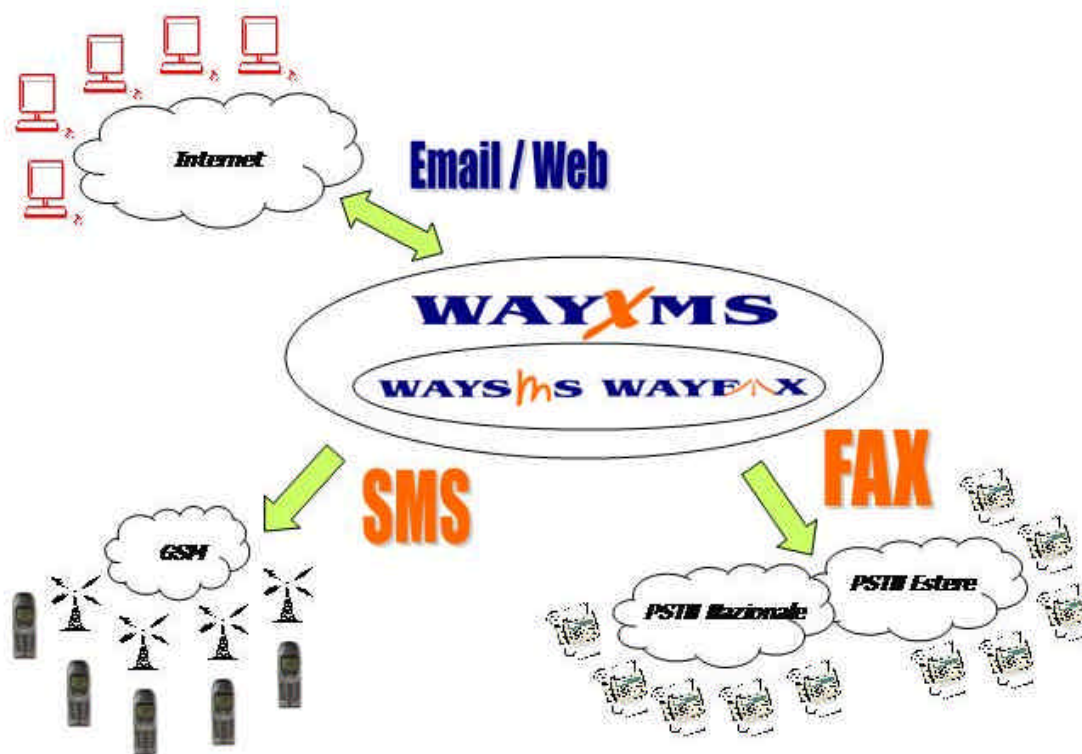 Internet
Email / Web
WAYXMS
WAYSmS WAYFAX
SMS
FAX
GSM
PSTN Nazionale
PSTN Estere